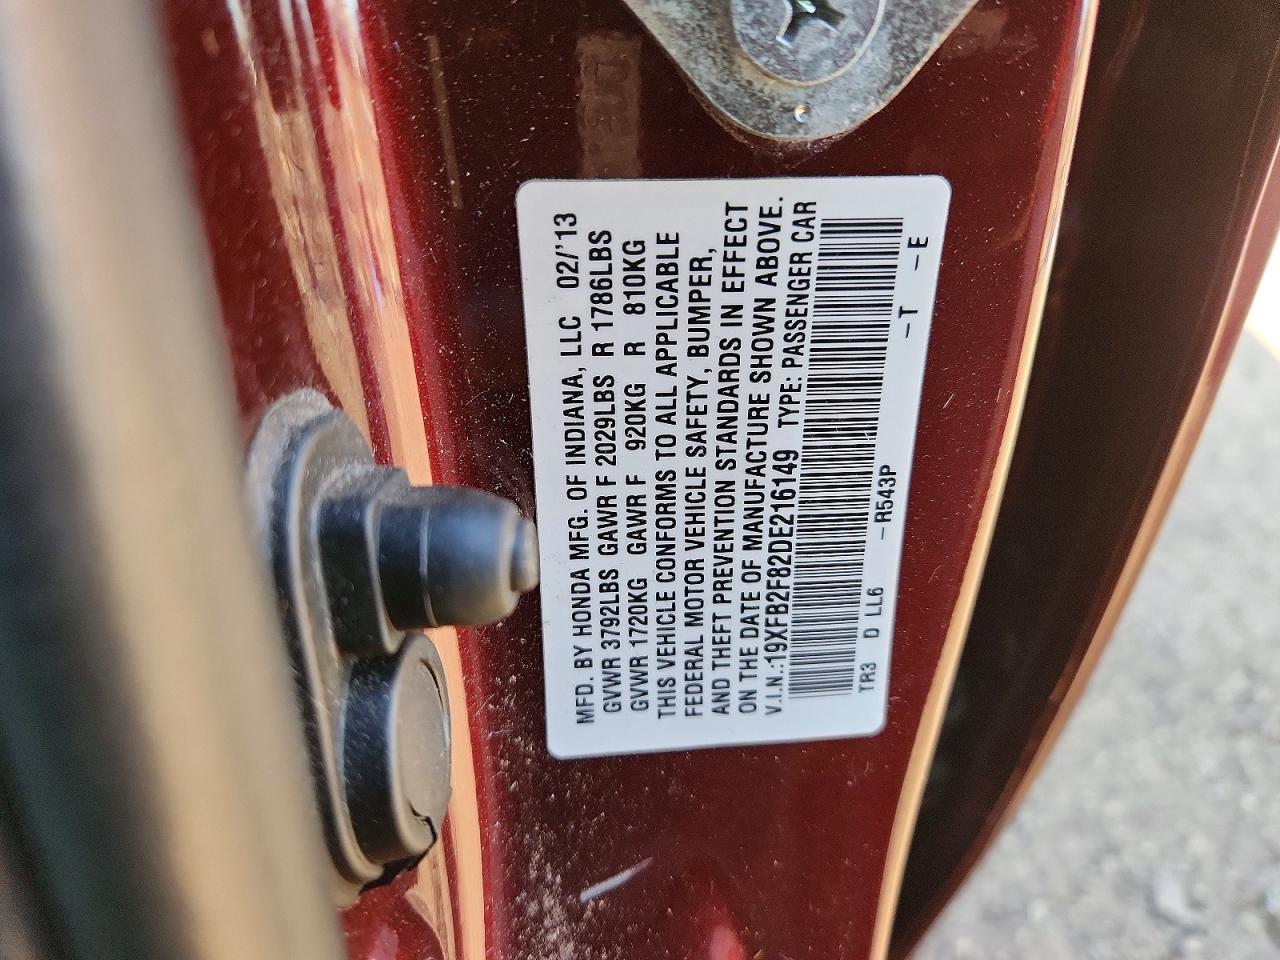 MFD. BY HONDA MFG. OF INDIANA, LLC 02/'13
GVWR 3792LBS GAWR F 2029LBS R 1786LBS
GVWR 1720KG GAWR F 920KG R 810KG
THIS VEHICLE CONFORMS TO ALL APPLICABLE
FEDERAL MOTOR VEHICLE SAFETY, BUMPER,
AND THEFT PREVENTION STANDARDS IN EFFECT
ON THE DATE OF MANUFACTURE SHOWN ABOVE.
V.I.N.:19XFB2F82DE216149 TYPE: PASSENGER CAR
TR3 D LL6 -R543P -T -E